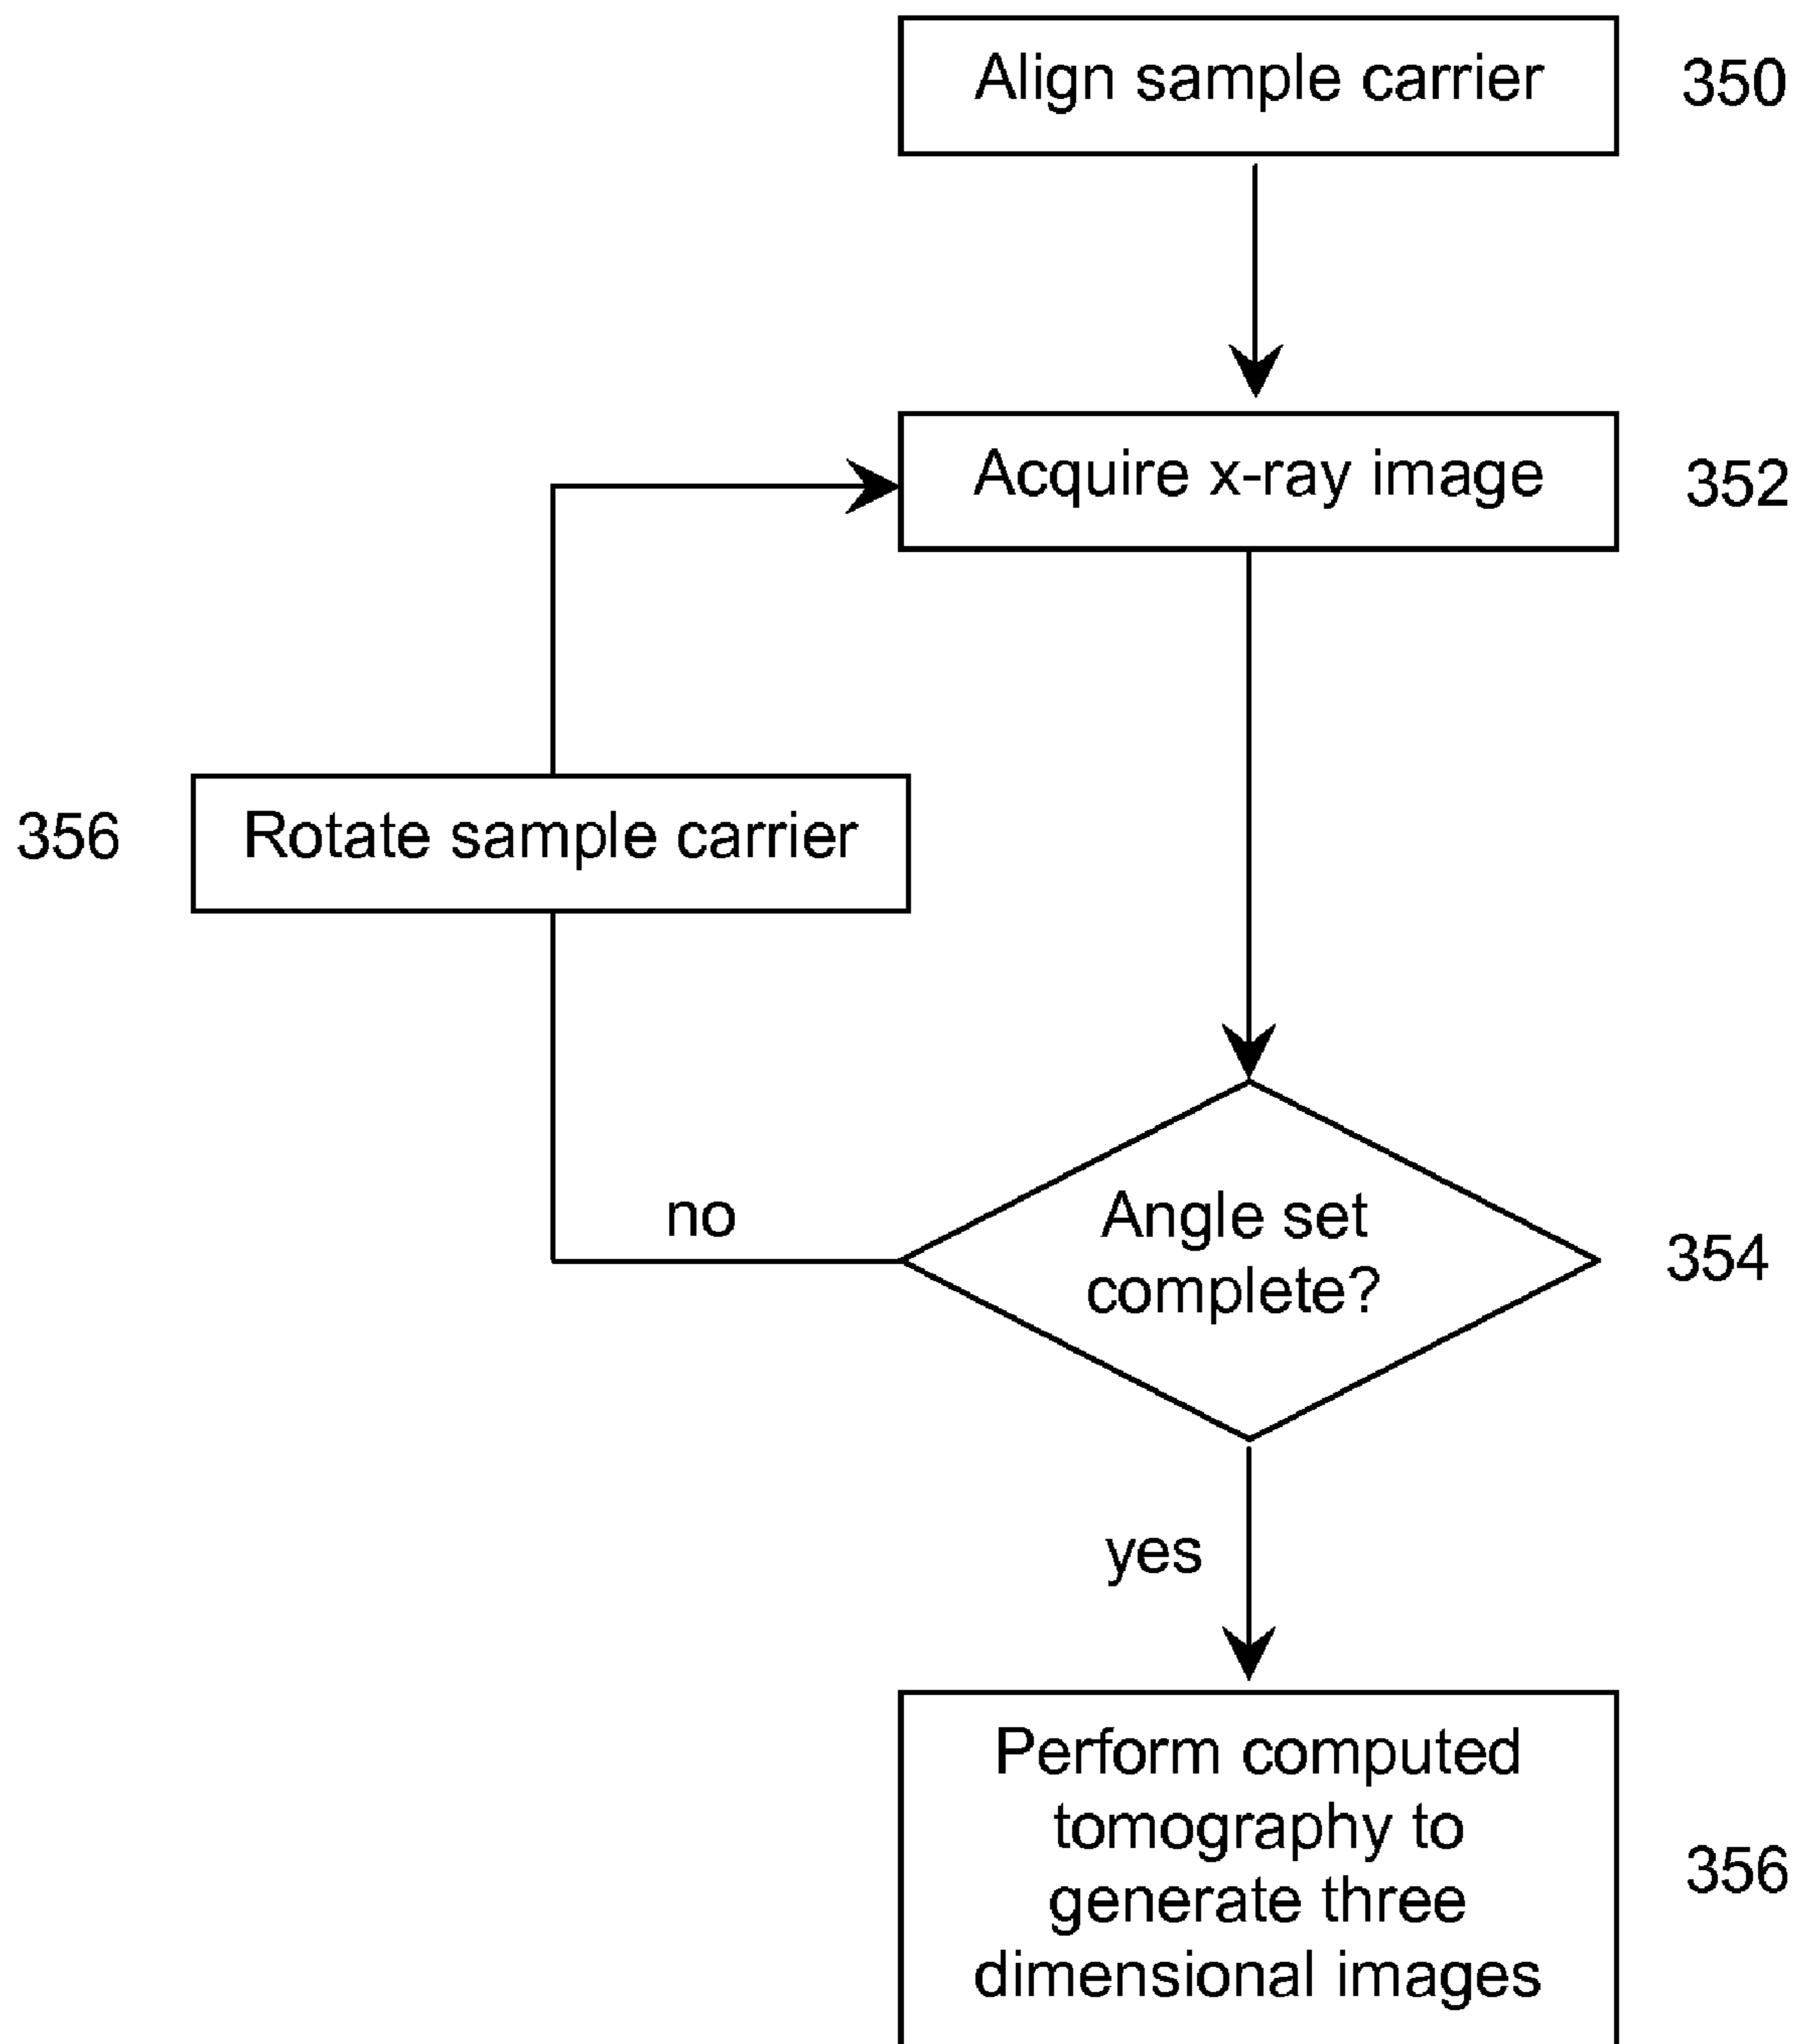 Align sample carrier
350
Acquire x-ray image
352
356
Rotate sample carrier
no
Angle set
complete?
354
yes
Perform computed
tomography to
generate three
dimensional images
356